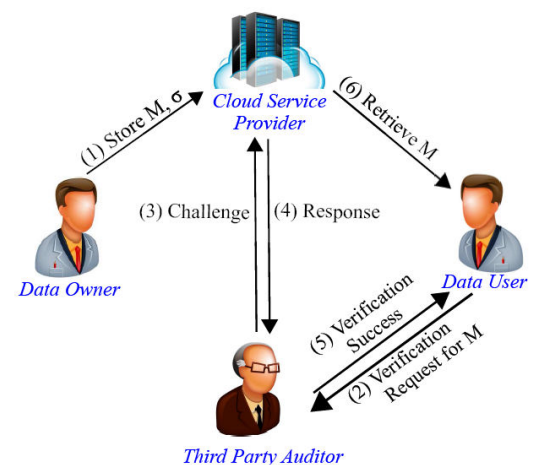 Cloud Service
Provider
(1) Store M, σ
(6) Retrieve M
(3) Challenge
(4) Response
Data Owner
Data User
(5) Verification
Success
(2) Verification
Request for M
Third Party Auditor